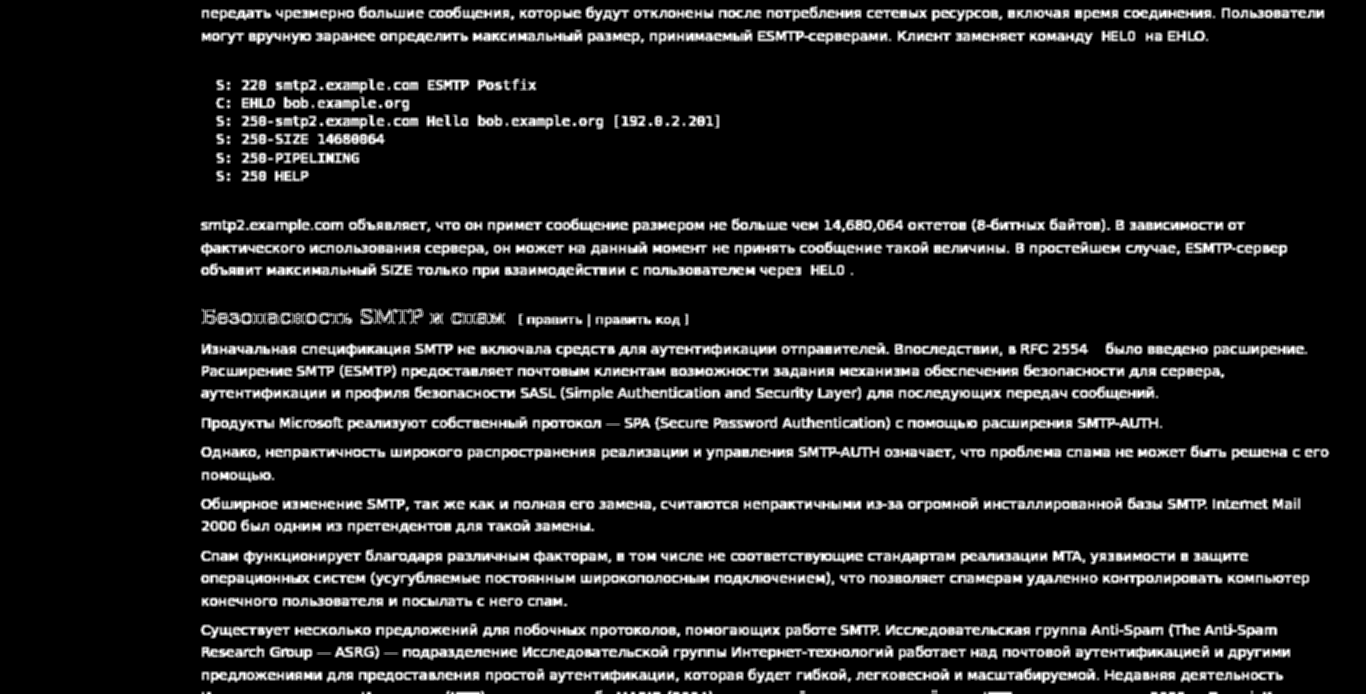 передать чрезмерно большие сообщения, которые будут отклонены после потребления сетевых ресурсов, включая время соединения. Пользователи
могут вручную заранее определить максимальный размер, принимаемый ESMTP-серверами. Клиент заменяет команду HELO на EHLO.
S: 220 smtp2.example.com ESMTP Postfix
C: EHLO bob.example.org
S: 250-smtp2.example.com Hello bob.example.org [192.0.2.201]
S: 250-SIZE 14680064
S: 250-PIPELINING
S: 250 HELP
smtp2.example.com объявляет, что он примет сообщение размером не больше чем 14,680,064 октетов (8-битных байтов). В зависимости от
фактического использования сервера, он может на данный момент не принять сообщение такой величины. В простейшем случае, ESMTP-сервер
объявит максимальный SIZE только при взаимодействии с пользователем через HELO .
Безопасность SMTP и спам [ править | править код ]
Изначальная спецификация SMTP не включала средств для аутентификации отправителей. Впоследствии, в RFC 2554 было введено расширение.
Расширение SMTP (ESMTP) предоставляет почтовым клиентам возможности задания механизма обеспечения безопасности для сервера,
аутентификации и профиля безопасности SASL (Simple Authentication and Security Layer) для последующих передач сообщений.
Продукты Microsoft реализуют собственный протокол — SPA (Secure Password Authentication) с помощью расширения SMTP-AUTH.
Однако, непрактичность широкого распространения реализации и управления SMTP-AUTH означает, что проблема спама не может быть решена с его
помощью.
Обширное изменение SMTP, так же как и полная его замена, считаются непрактичными из-за огромной инсталлированной базы SMTP. Internet Mail
2000 был одним из претендентов для такой замены.
Спам функционирует благодаря различным факторам, в том числе не соответствующие стандартам реализации MTA, уязвимости в защите
операционных систем (усугубляемые постоянным широкополосным подключением), что позволяет спамерам удаленно контролировать компьютер
конечного пользователя и посылать с него спам.
Существует несколько предложений для побочных протоколов, помогающих работе SMTP. Исследовательская группа Anti-Spam (The Anti-Spam
Research Group — ASRG) — подразделение Исследовательской группы Интернет-технологий работает над почтовой аутентификацией и другими
предложениями для предоставления простой аутентификации, которая будет гибкой, легковесной и масштабируемой. Недавняя деятельность